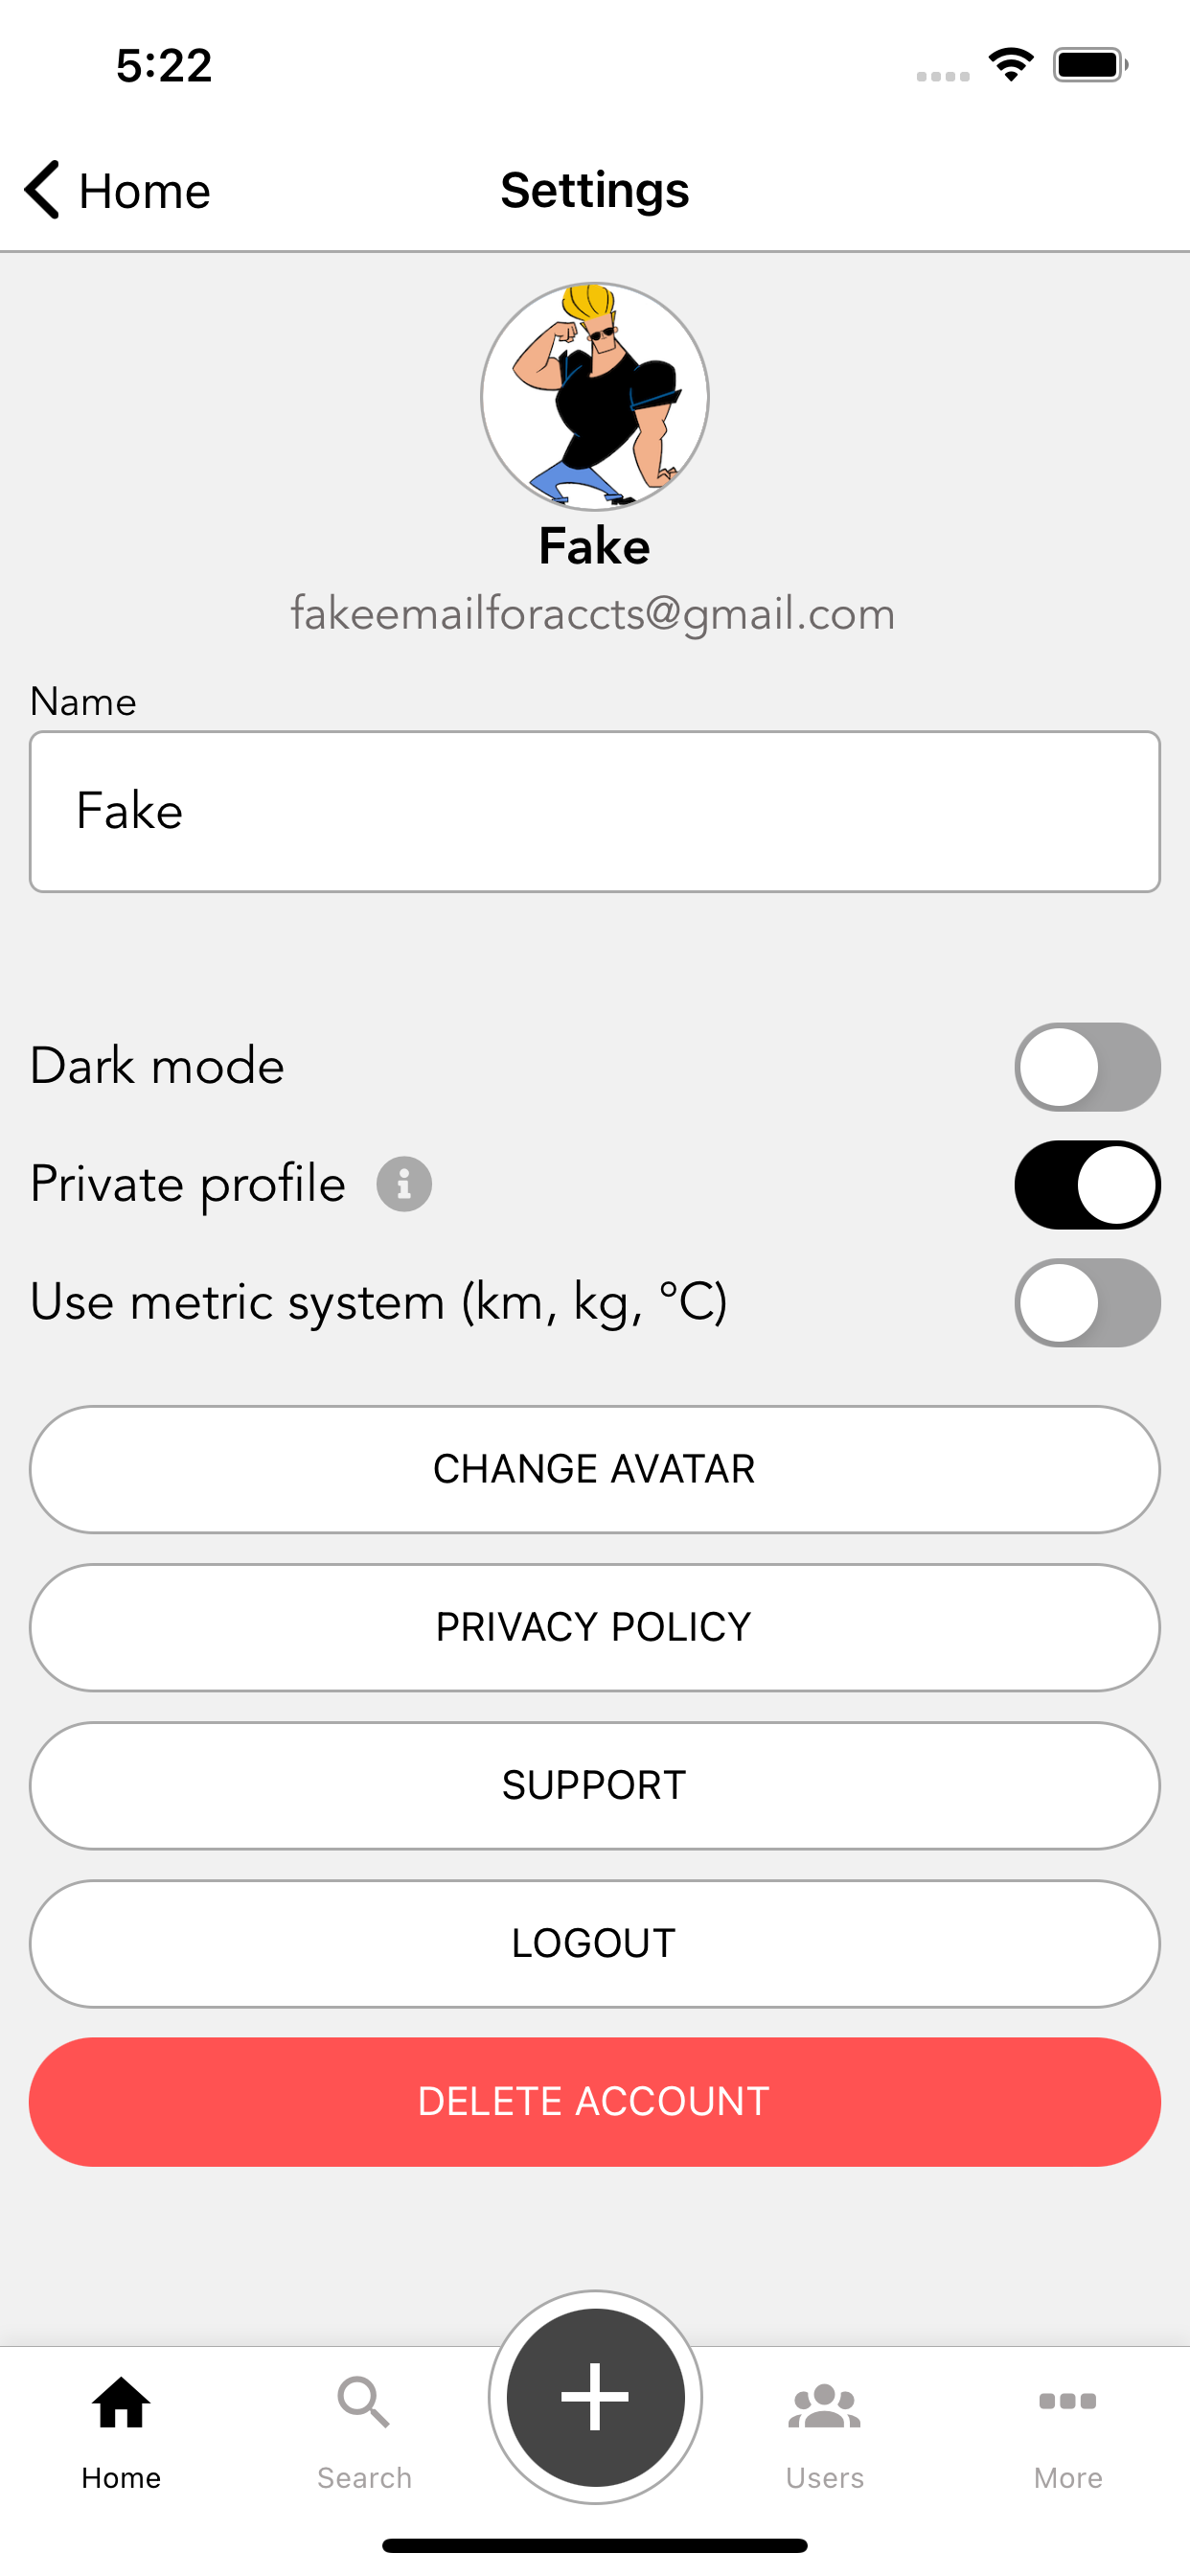 5:22
Home
Settings
Fake
fakeemailforaccts@gmail.com
Name
Fake
Dark mode
Private profile
Use metric system (km, kg, °C)
CHANGE AVATAR
PRIVACY POLICY
SUPPORT
LOGOUT
DELETE ACCOUNT
Home
Search
Users
More